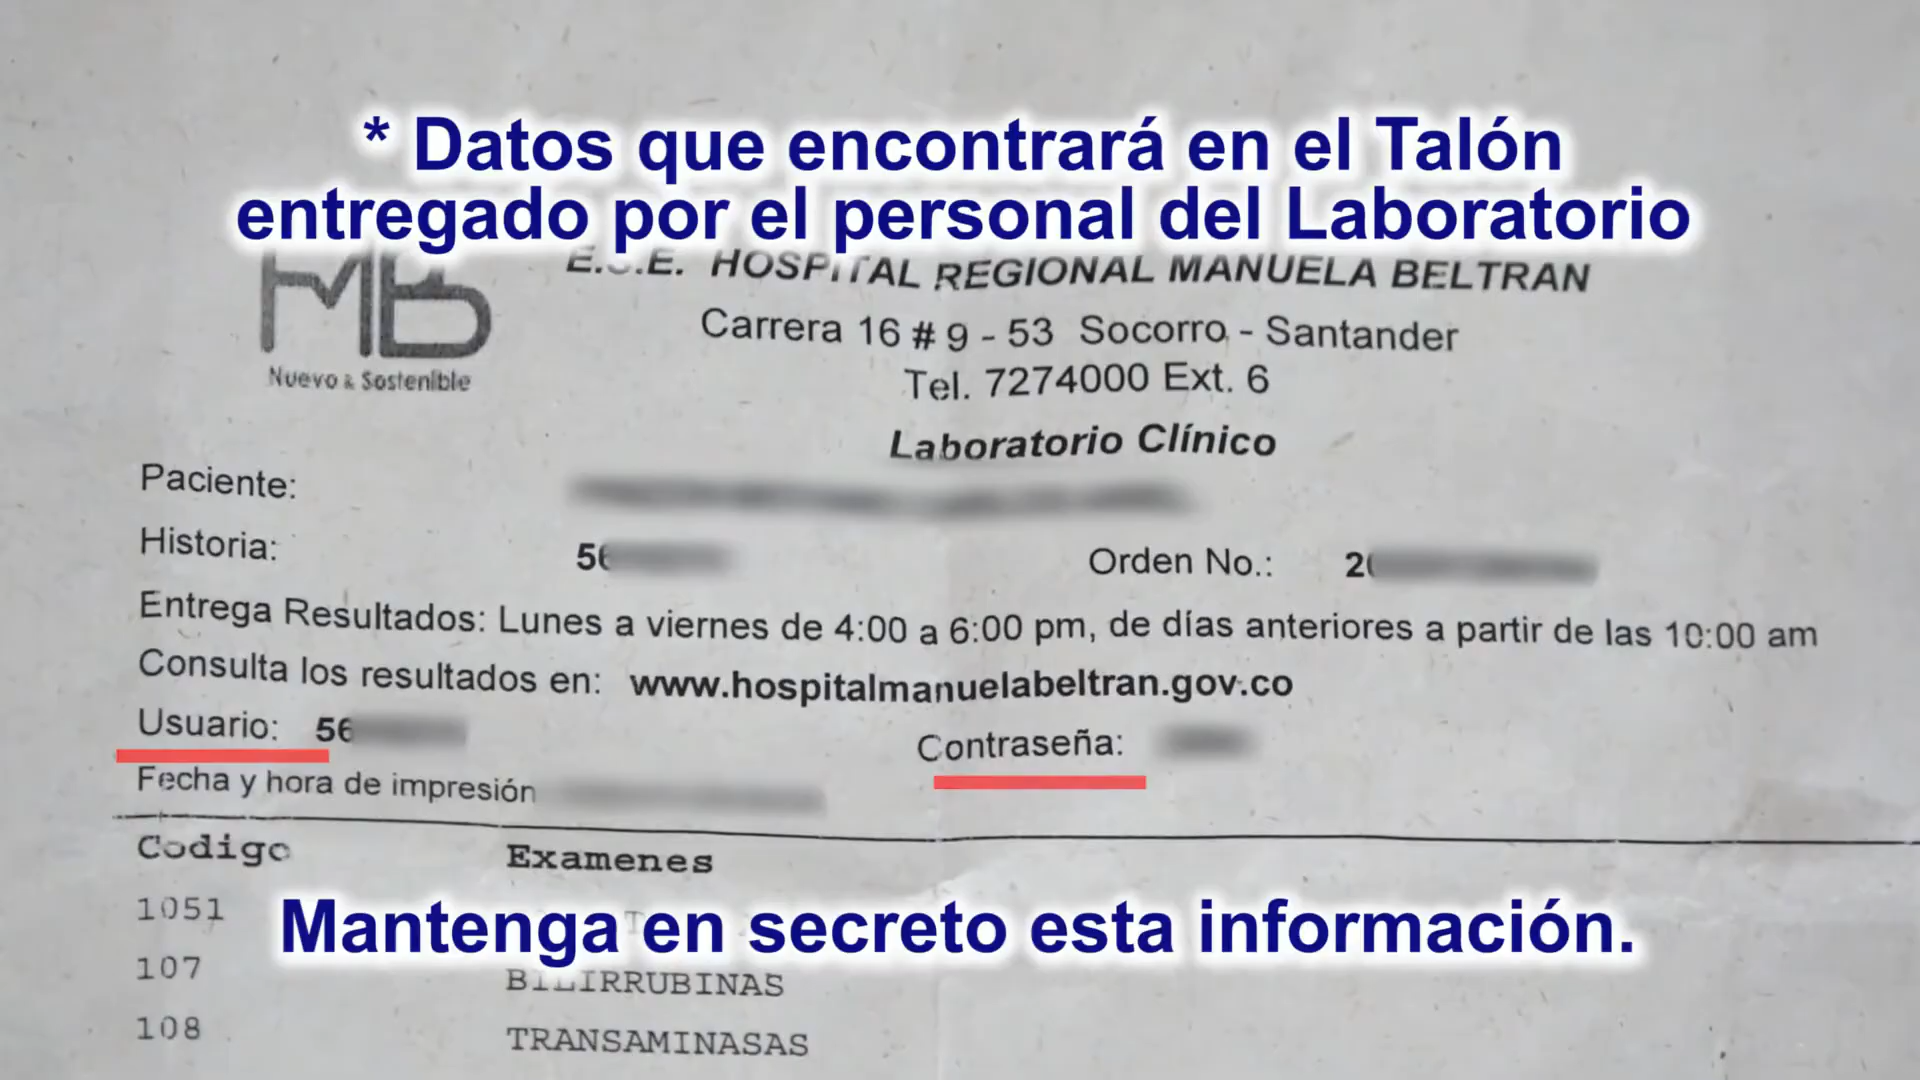 * Datos que encontrará en el Talón
entregado por el personal del Laboratorio
MB
Nuevo & Sostenible
E.S.E. HOSPITAL REGIONAL MANUELA BELTRAN
Carrera 16 # 9 - 53 Socorro - Santander
Tel. 7274000 Ext. 6
Laboratorio Clínico
Paciente:
Historia: 56 Orden No.: 20
Entrega Resultados: Lunes a viernes de 4:00 a 6:00 pm, de días anteriores a partir de las 10:00 am
Consulta los resultados en: www.hospitalmanuelabeltran.gov.co
Usuario: 56 Contraseña:
Fecha y hora de impresión
Codigo Examenes
1051
Mantenga en secreto esta información.
107 BILIRRUBINAS
108 TRANSAMINASAS